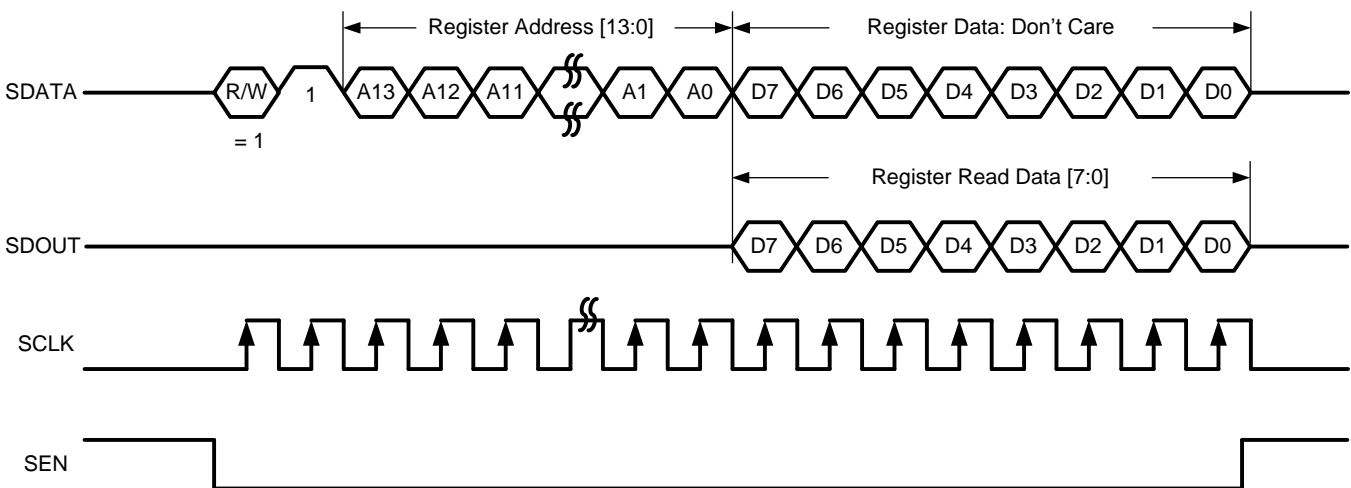 Register Address [13:0] Register Data: Don't Care
SDATA R/W 1 A13 A12 A11 A1 A0 D7 D6 D5 D4 D3 D2 D1 D0
= 1
Register Read Data [7:0]
SDOUT D7 D6 D5 D4 D3 D2 D1 D0
SCLK
SEN